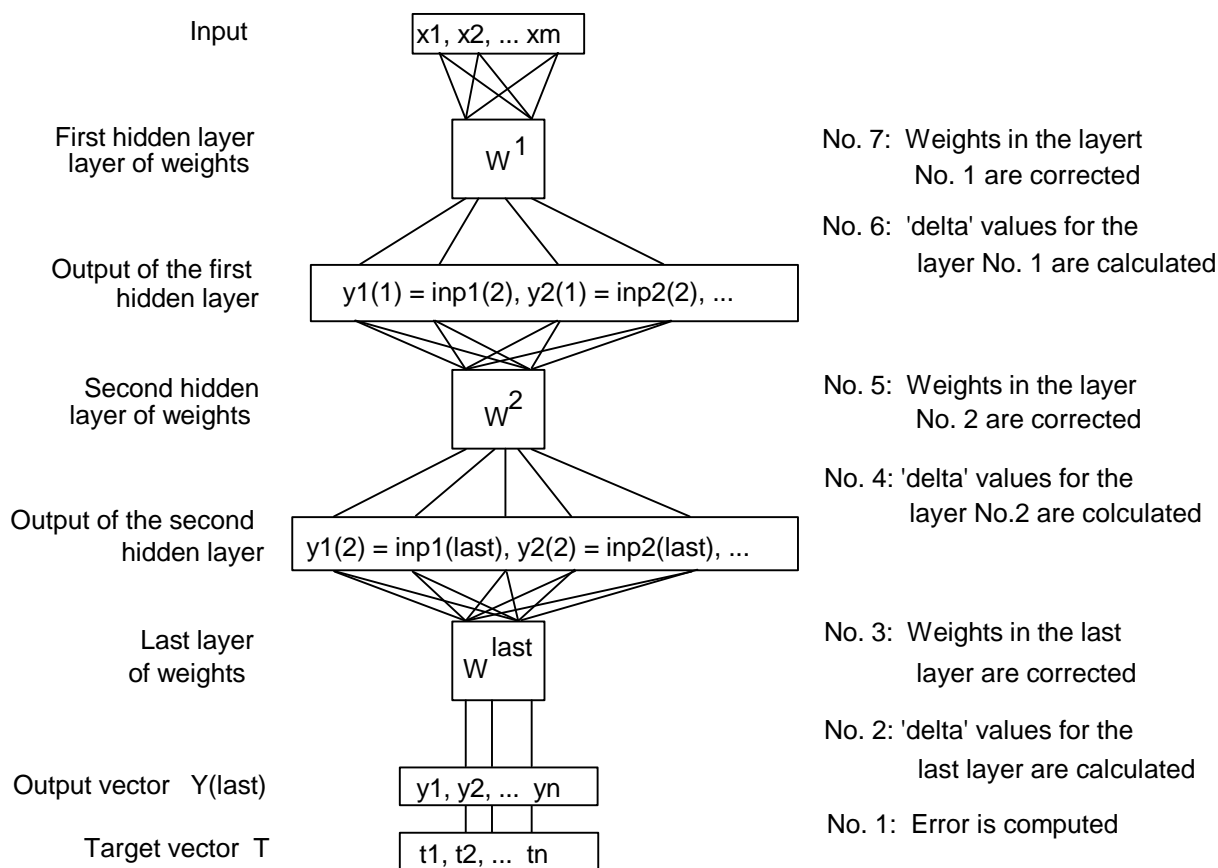 Input
x1, x2, ... xm
First hidden layer
layer of weights
W^1
No. 7: Weights in the layert
No. 1 are corrected
No. 6: 'delta' values for the
layer No. 1 are calculated
Output of the first
hidden layer
y1(1) = inp1(2), y2(1) = inp2(2), ...
Second hidden
layer of weights
W^2
No. 5: Weights in the layer
No. 2 are corrected
No. 4: 'delta' values for the
layer No.2 are colculated
Output of the second
hidden layer
y1(2) = inp1(last), y2(2) = inp2(last), ...
Last layer
of weights
W^last
No. 3: Weights in the last
layer are corrected
No. 2: 'delta' values for the
last layer are calculated
Output vector Y(last)
y1, y2, ... yn
No. 1: Error is computed
Target vector T
t1, t2, ... tn